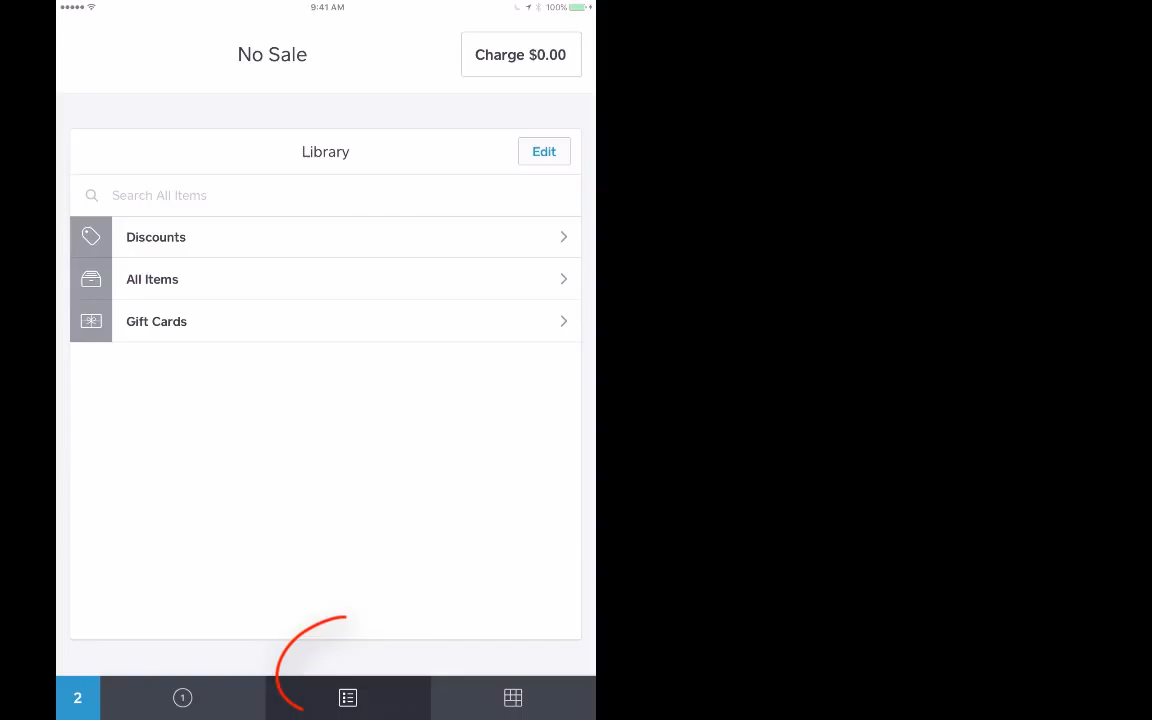 9:41 AM
100%
No Sale
Charge $0.00
Library
Edit
Search All Items
Discounts
All Items
Gift Cards
2
1